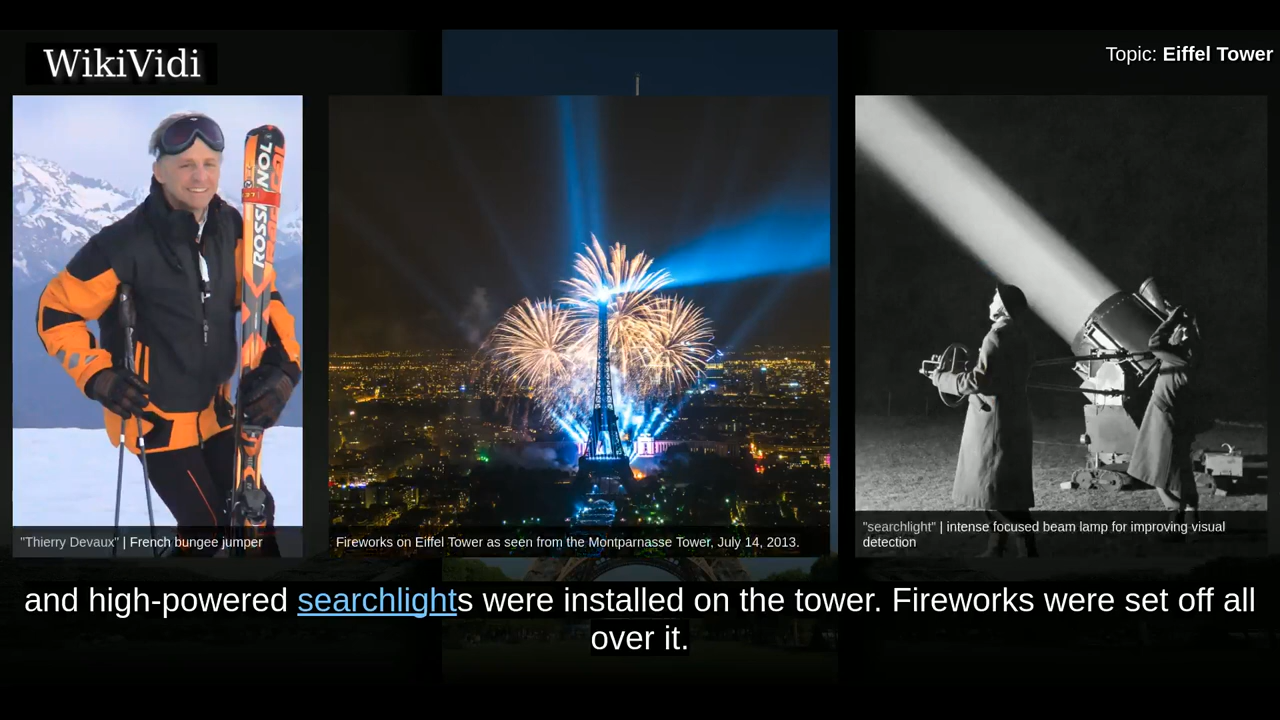 WikiVidi
Topic: Eiffel Tower
ROSSIGNOL
"Thierry Devaux" | French bungee jumper
Fireworks on Eiffel Tower as seen from the Montparnasse Tower, July 14, 2013.
"searchlight" | intense focused beam lamp for improving visual
detection
and high-powered searchlights were installed on the tower. Fireworks were set off all
over it.